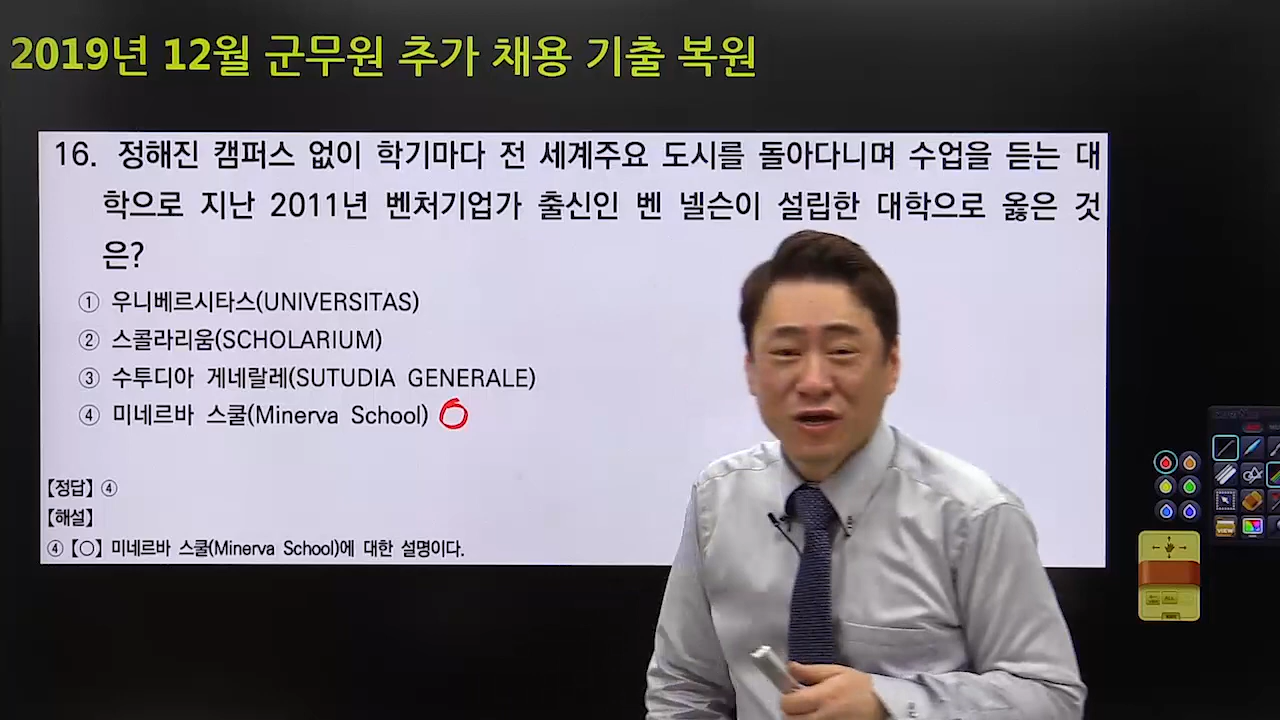 2019년 12월 군무원 추가 채용 기출 복원
16. 정해진 캠퍼스 없이 학기마다 전 세계주요 도시를 돌아다니며 수업을 듣는 대
학으로 지난 2011년 벤처기업가 출신인 벤 넬슨이 설립한 대학으로 옳은 것
은?
① 우니베르시타스(UNIVERSITAS)
② 스콜라리움(SCHOLARIUM)
③ 수투디아 게네랄레(SUTUDIA GENERALE)
④ 미네르바 스쿨(Minerva School)
【정답】 ④
【해설】
④ 【○】 미네르바 스쿨(Minerva School)에 대한 설명이다.
VIEW
ALL